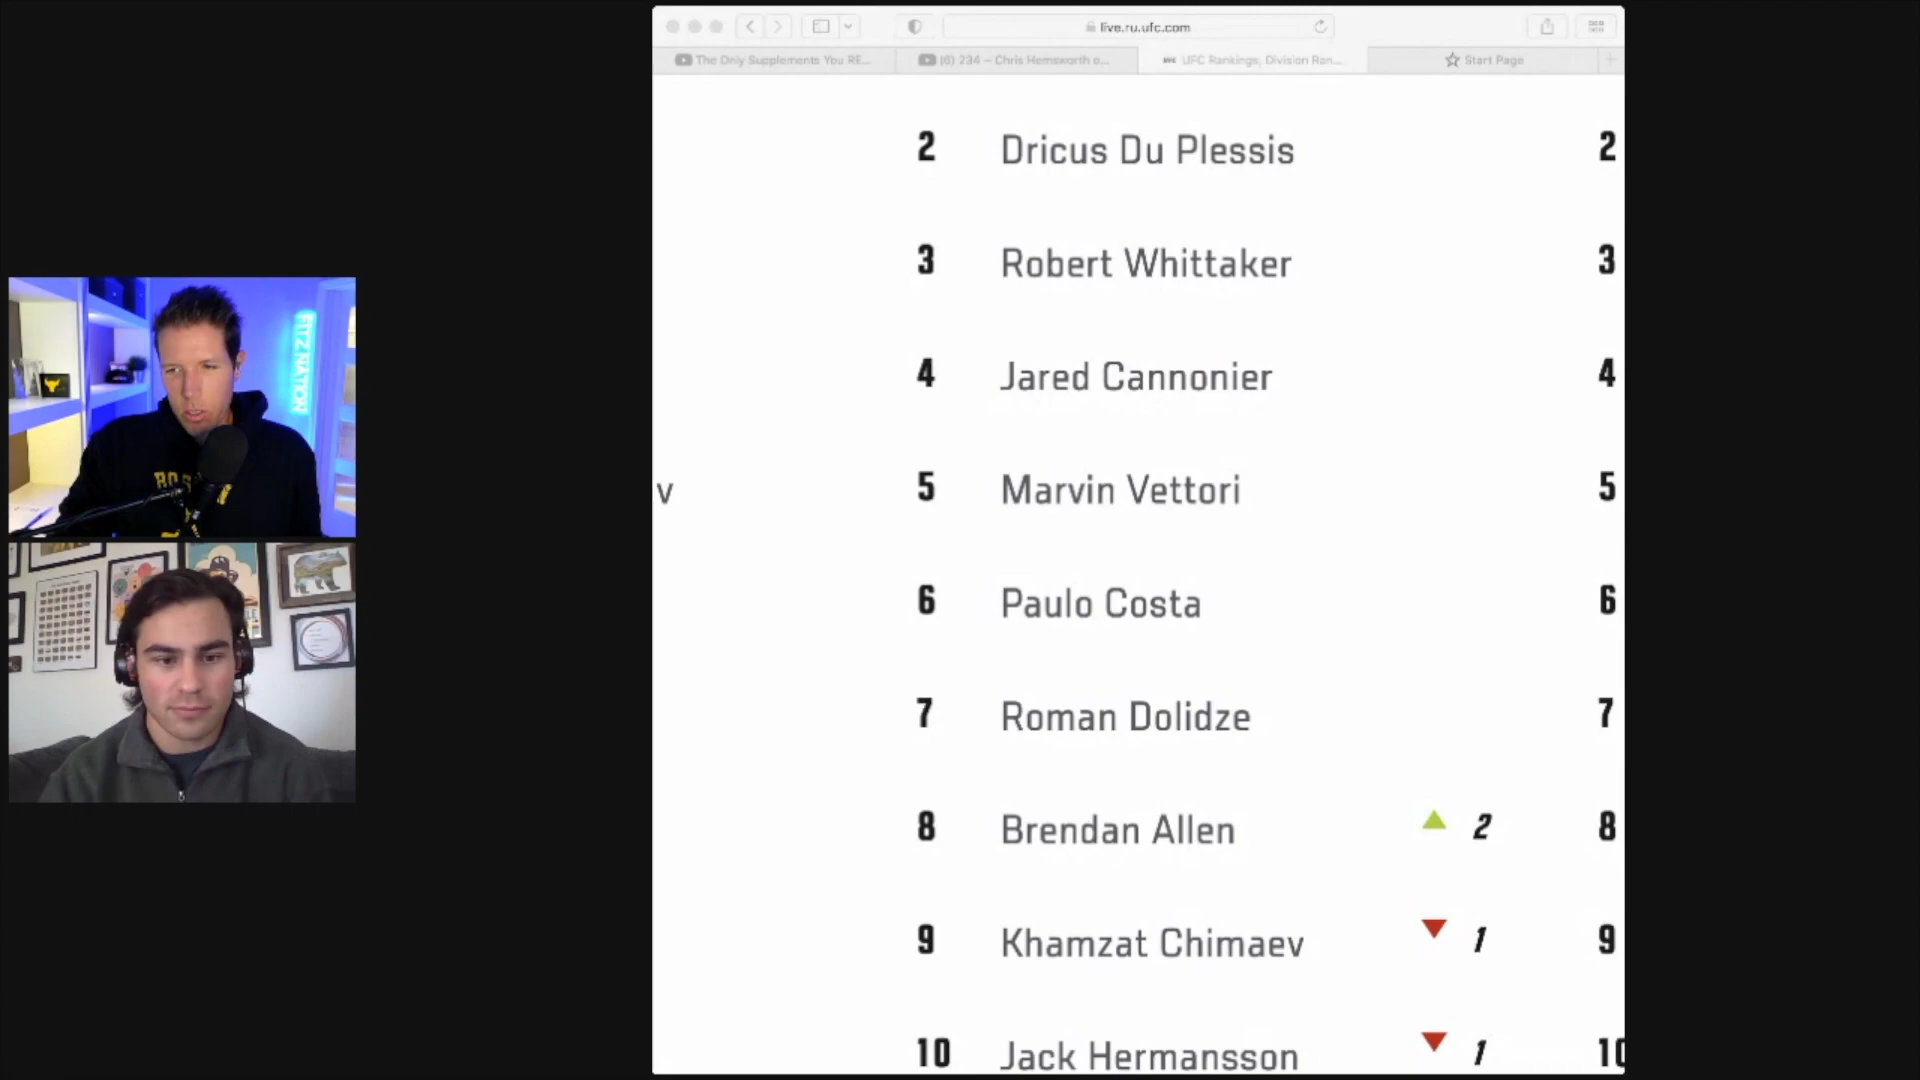 live.ru.ufc.com
The Only Supplements You RE...
(6) 234 – Chris Hemsworth o...
UFC Rankings, Division Ran...
Start Page
2 Dricus Du Plessis 2
3 Robert Whittaker 3
4 Jared Cannonier 4
v 5 Marvin Vettori 5
6 Paulo Costa 6
7 Roman Dolidze 7
8 Brendan Allen 2 8
9 Khamzat Chimaev 1 9
10 Jack Hermansson 1 10
FITZ NATION